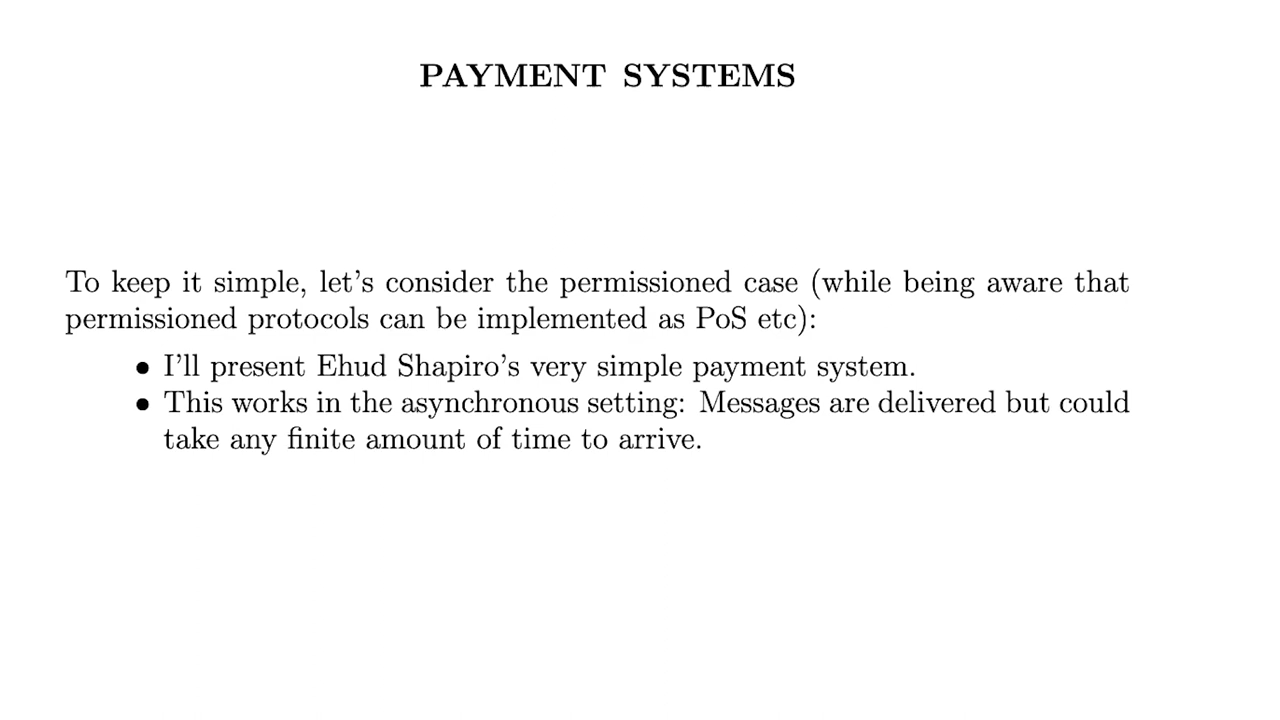 PAYMENT SYSTEMS
To keep it simple, let's consider the permissioned case (while being aware that
permissioned protocols can be implemented as PoS etc):
• I'll present Ehud Shapiro's very simple payment system.
• This works in the asynchronous setting: Messages are delivered but could
take any finite amount of time to arrive.